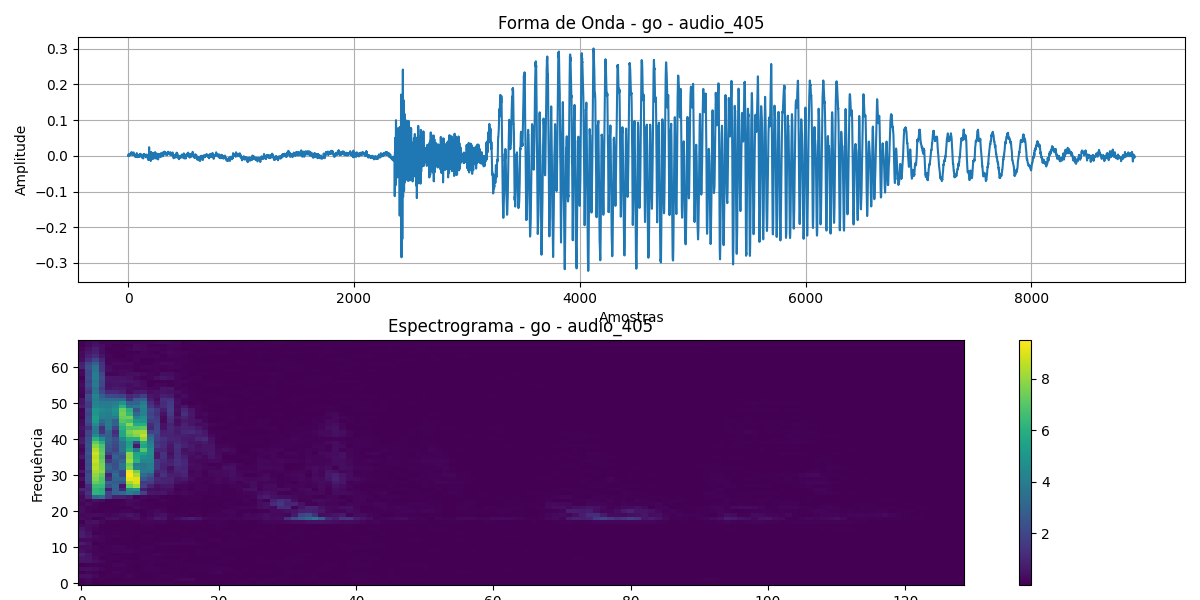 Forma de Onda - go - audio_405
0.3
0.2
0.1
0.0
−0.1
−0.2
−0.3
Amplitude
0 2000 4000 6000 8000
Amostras
Espectrograma - go - audio_405
60
50
40
30
20
10
0
Frequência
0 20 40 60 80 100 120
8
6
4
2